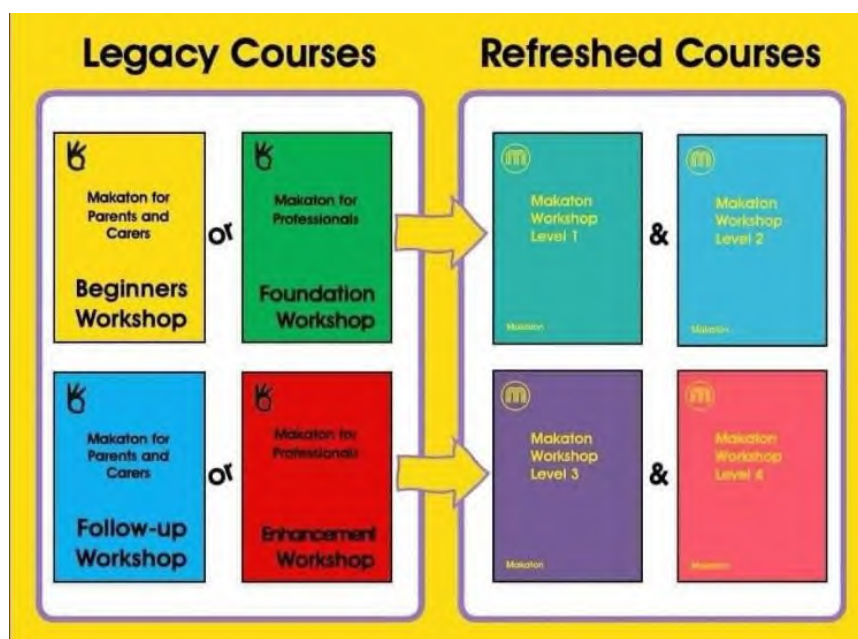 Legacy Courses
Refreshed Courses
Makaton for
Parents and
Carers
Beginners
Workshop
or
Makaton for
Professionals
Foundation
Workshop
m
Makaton
Workshop
Level 1
Makaton
&
m
Makaton
Workshop
Level 2
Makaton
Makaton for
Parents and
Carers
Follow-up
Workshop
or
Makaton for
Professionals
Enhancement
Workshop
m
Makaton
Workshop
Level 3
Makaton
&
m
Makaton
Workshop
Level 4
Makaton